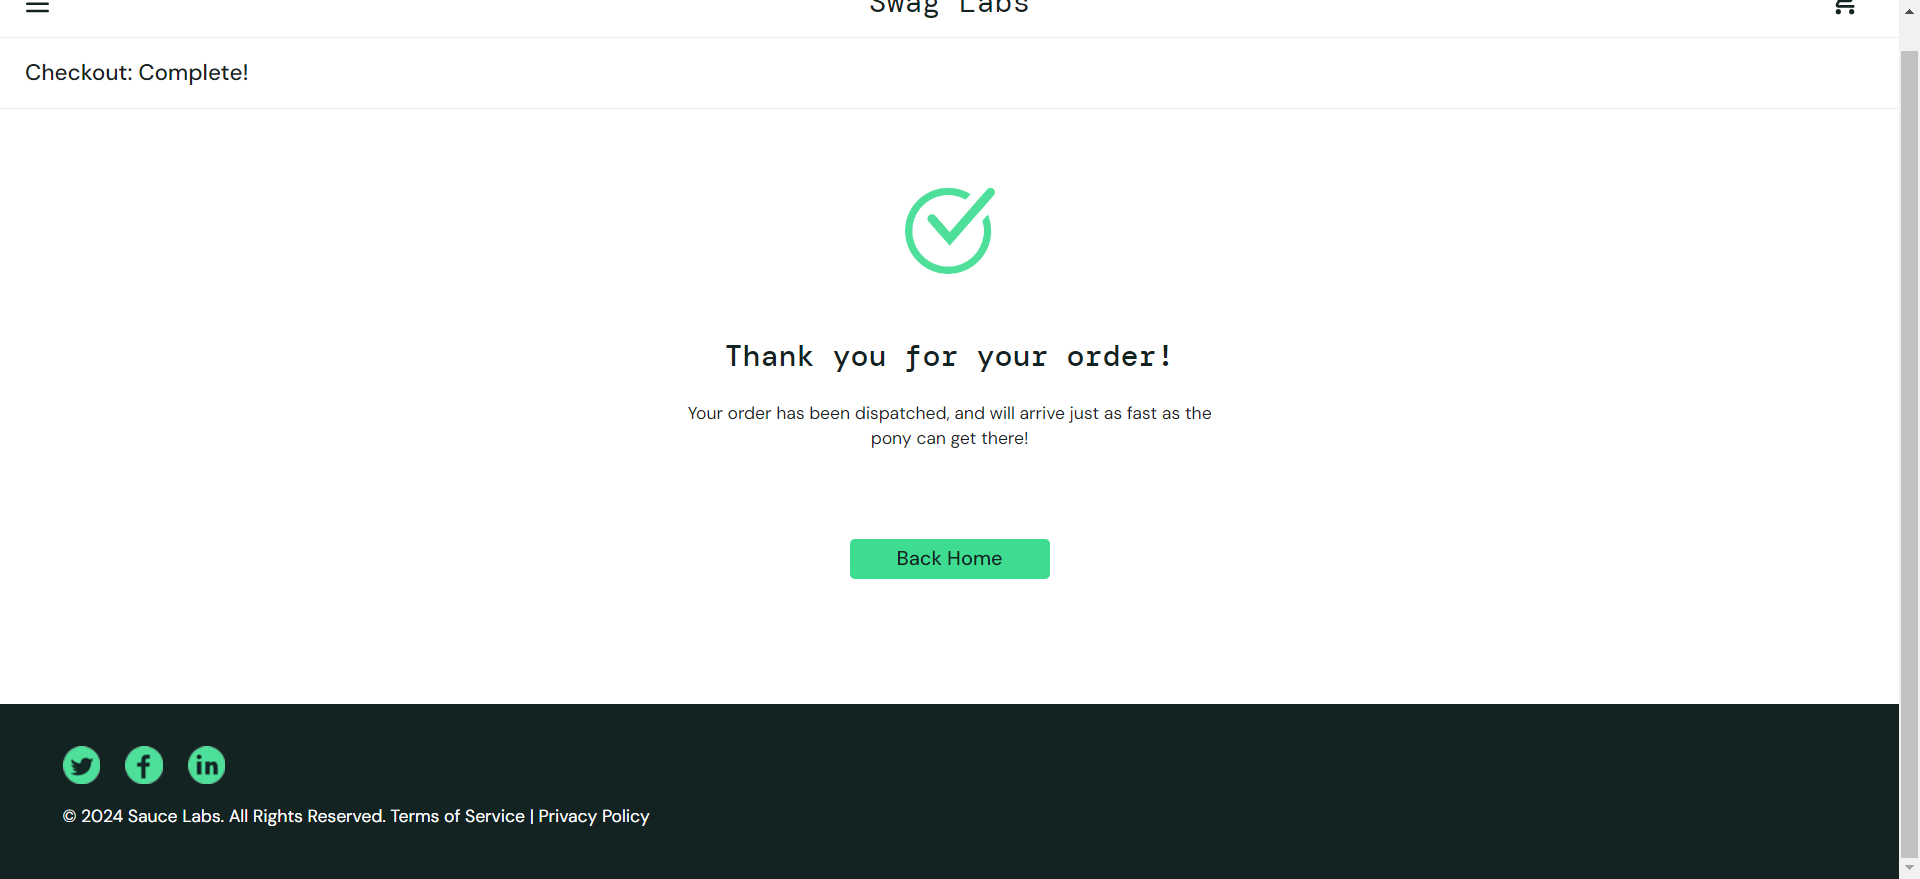 Swag Labs
Checkout: Complete!
Thank you for your order!
Your order has been dispatched, and will arrive just as fast as the
pony can get there!
Back Home
© 2024 Sauce Labs. All Rights Reserved. Terms of Service | Privacy Policy